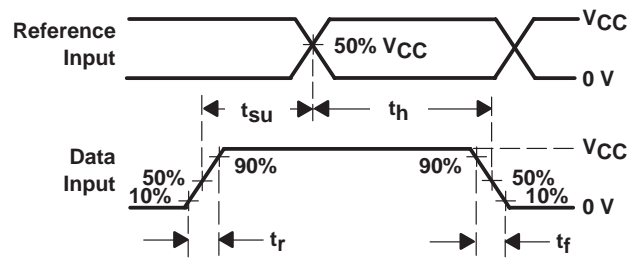 Reference
Input
VCC
50% VCC
0 V
tsu
th
Data
Input
VCC
90%
90%
50%
50%
10%
10%
0 V
tr
tf